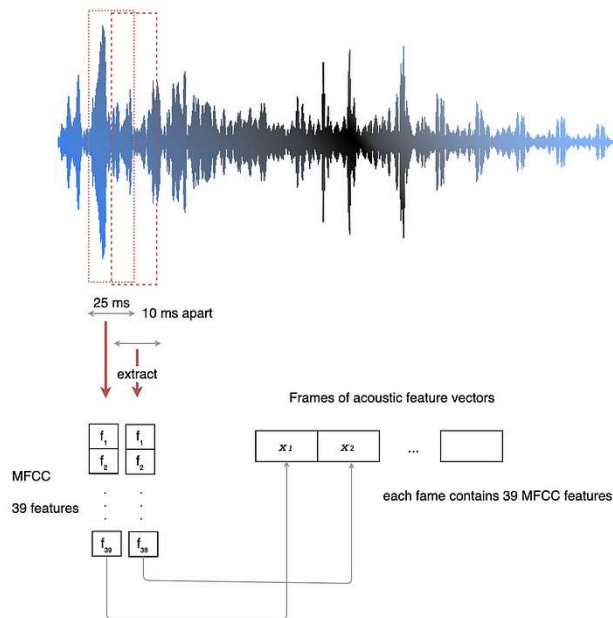 25 ms
10 ms apart
extract
Frames of acoustic feature vectors
f1 f1
f2 f2
x1 x2 ...
MFCC
each fame contains 39 MFCC features
39 features
f39 f39